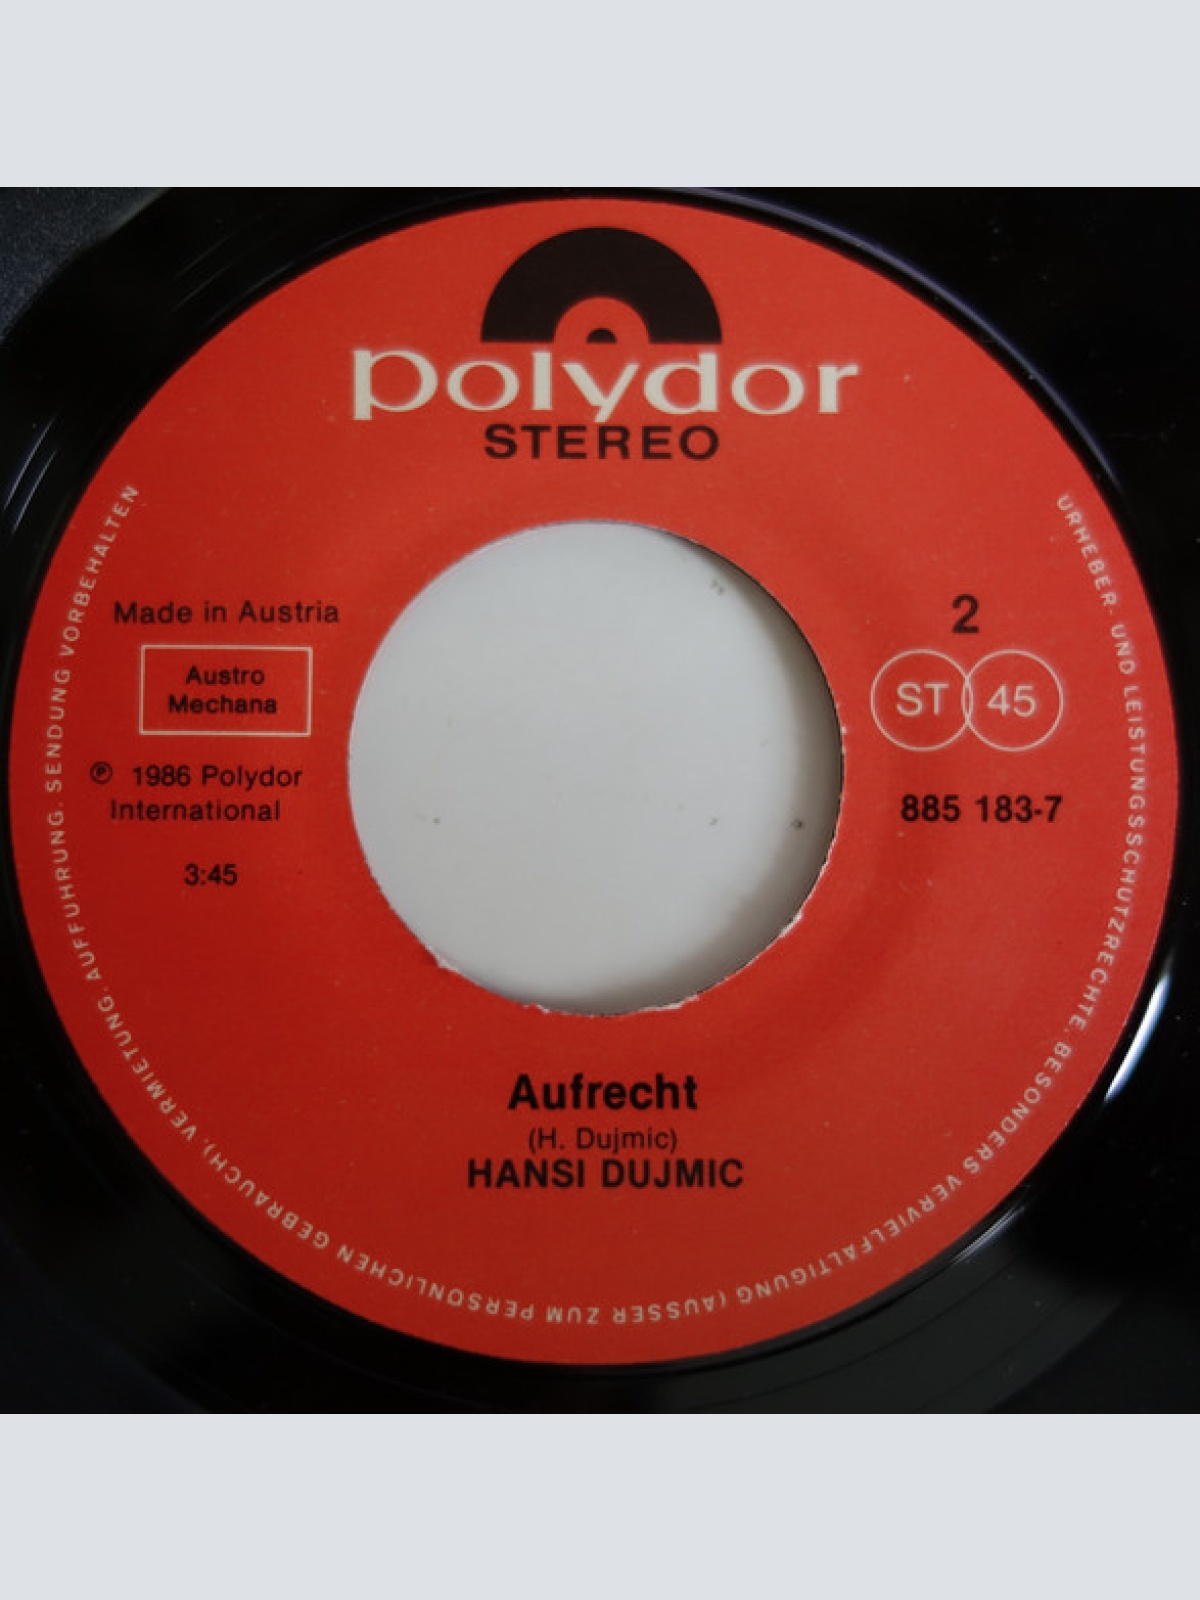 polydor
STEREO
Made in Austria
Austro
Mechana
℗ 1986 Polydor
International
3:45
2
ST 45
885 183-7
Aufrecht
(H. Dujmic)
HANSI DUJMIC
URHEBER- UND LEISTUNGSSCHUTZRECHTE, BESONDERS VERVIELFÄLTIGUNG (AUSSER ZUM PERSÖNLICHEN GEBRAUCH), VERMIETUNG, AUFFÜHRUNG, SENDUNG VORBEHALTEN